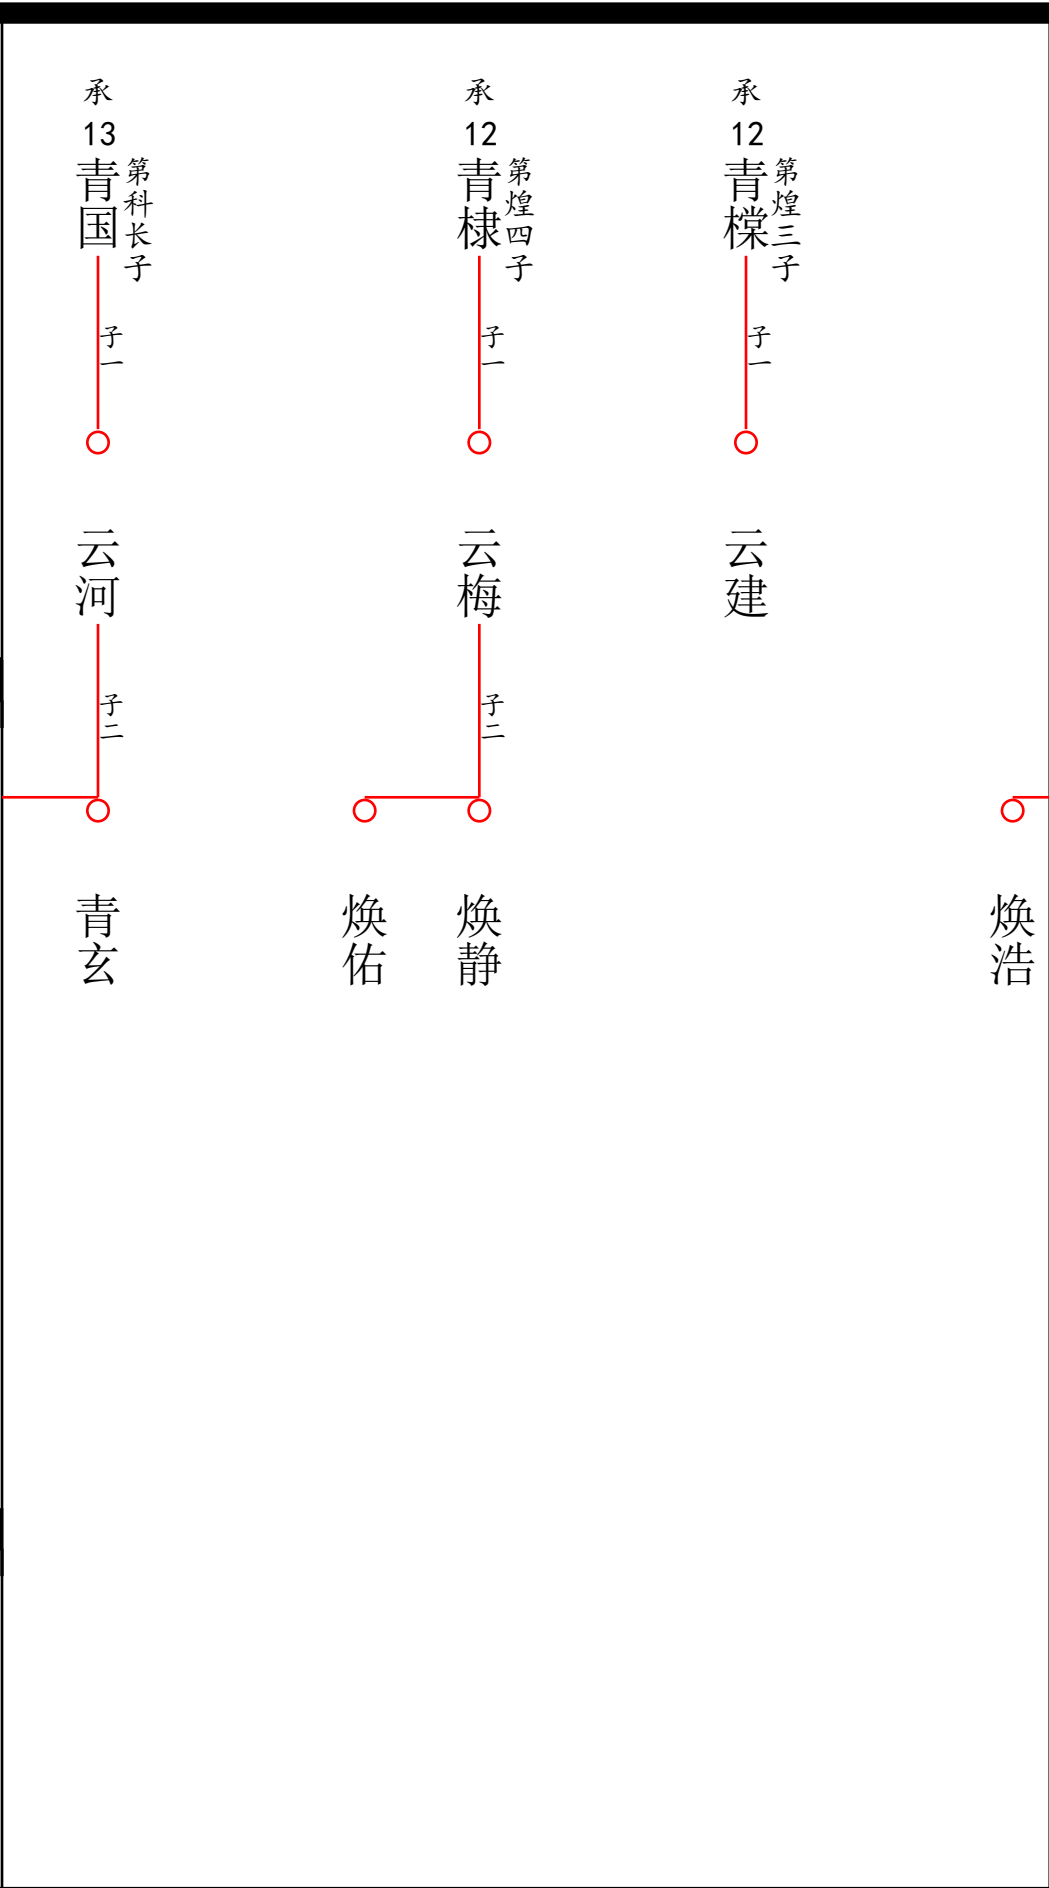 承
12
青樘
第煌三子
子一
云建
焕浩
承
12
青棣
第煌四子
子一
云梅
子二
焕静
焕佑
承
13
青国
第科长子
子一
云河
子二
青玄